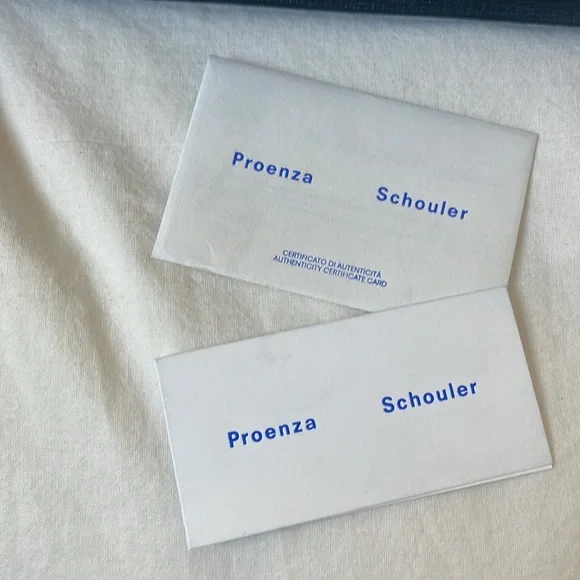 Proenza Schouler
CERTIFICATO DI AUTENTICITÀ
AUTHENTICITY CERTIFICATE CARD
Proenza Schouler